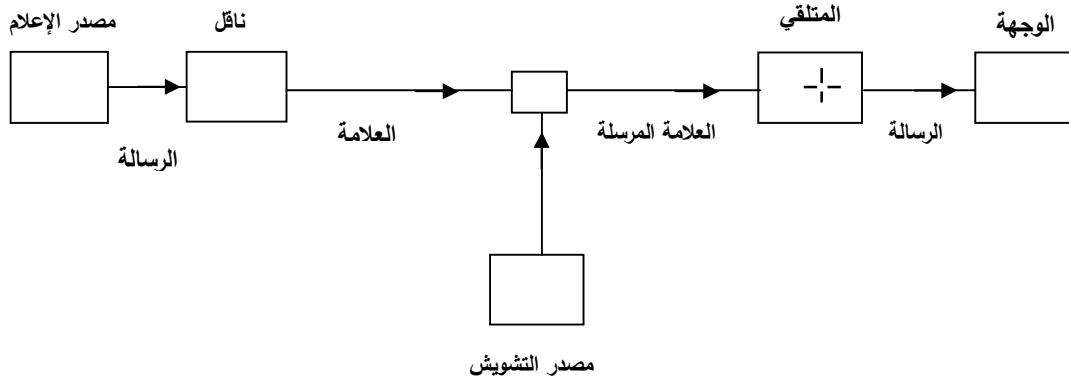 مصدر الإعلام
ناقل
المتلقي
الوجهة
الرسالة
العلامة
العلامة المرسلة
الرسالة
مصدر التشويش